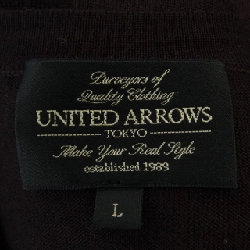 Purveyors of
Quality Clothing
UNITED ARROWS
TOKYO
Make Your Real Style
established 1989
L